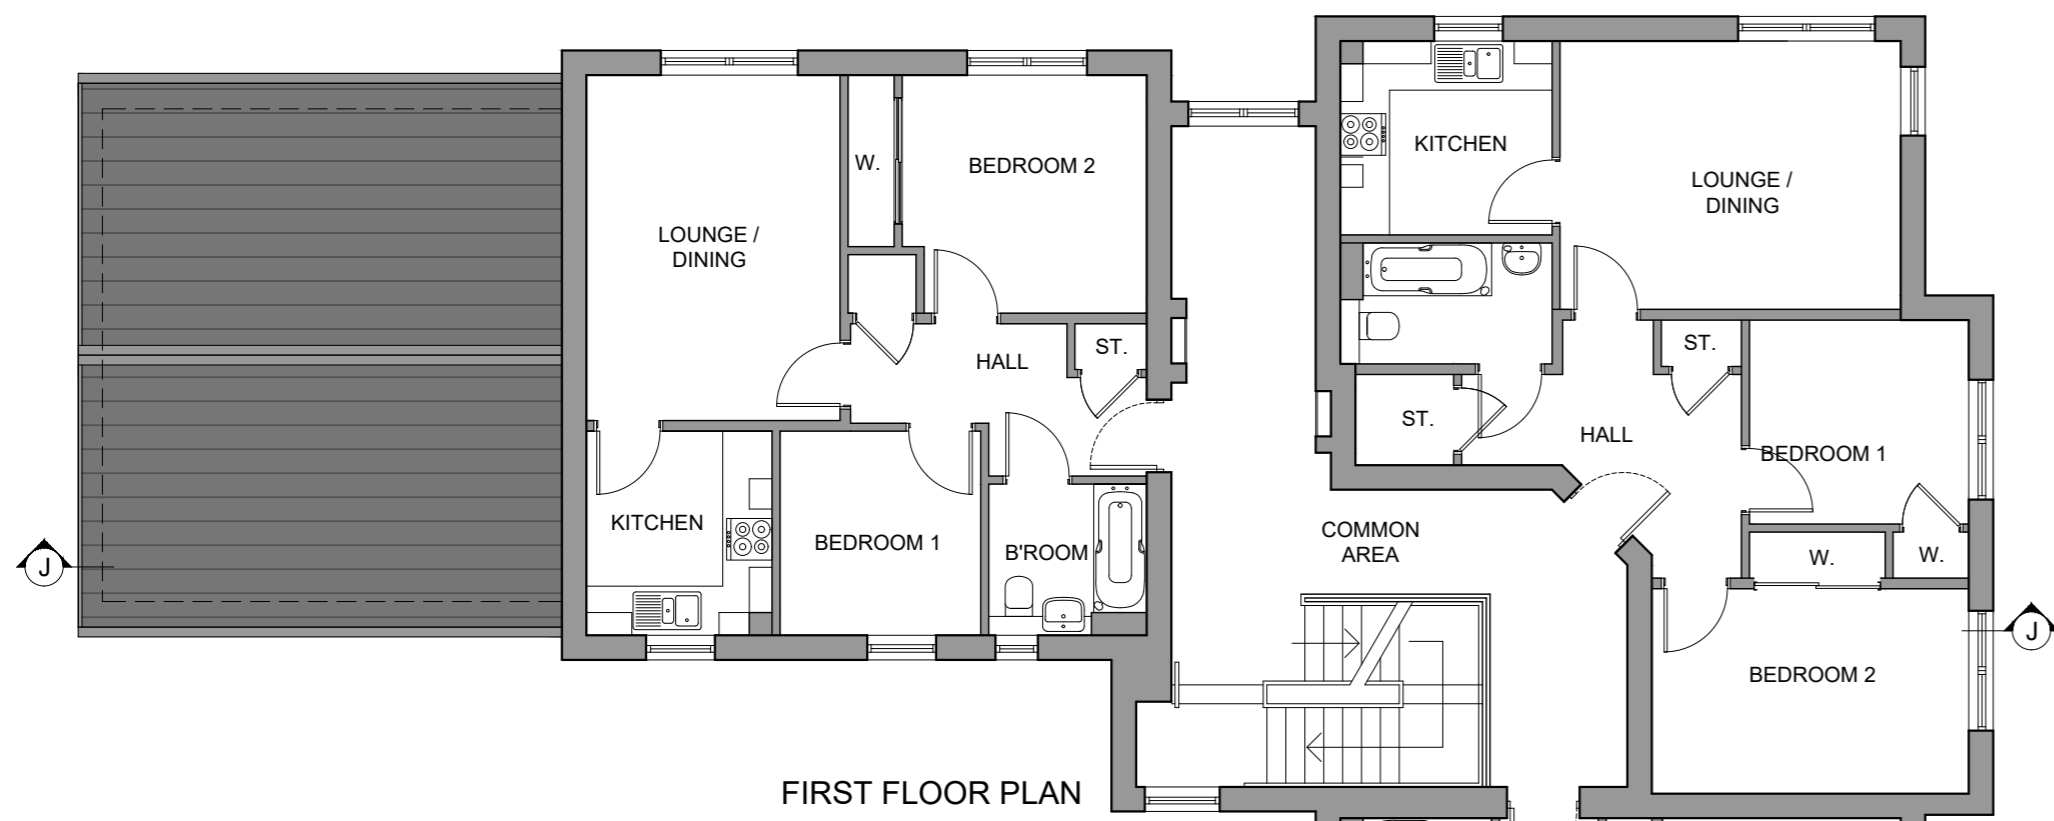 W.
BEDROOM 2
LOUNGE /
DINING
HALL
ST.
KITCHEN
BEDROOM 1
B'ROOM
KITCHEN
LOUNGE /
DINING
ST.
ST.
HALL
BEDROOM 1
W.
W.
BEDROOM 2
COMMON
AREA
J
J
FIRST FLOOR PLAN